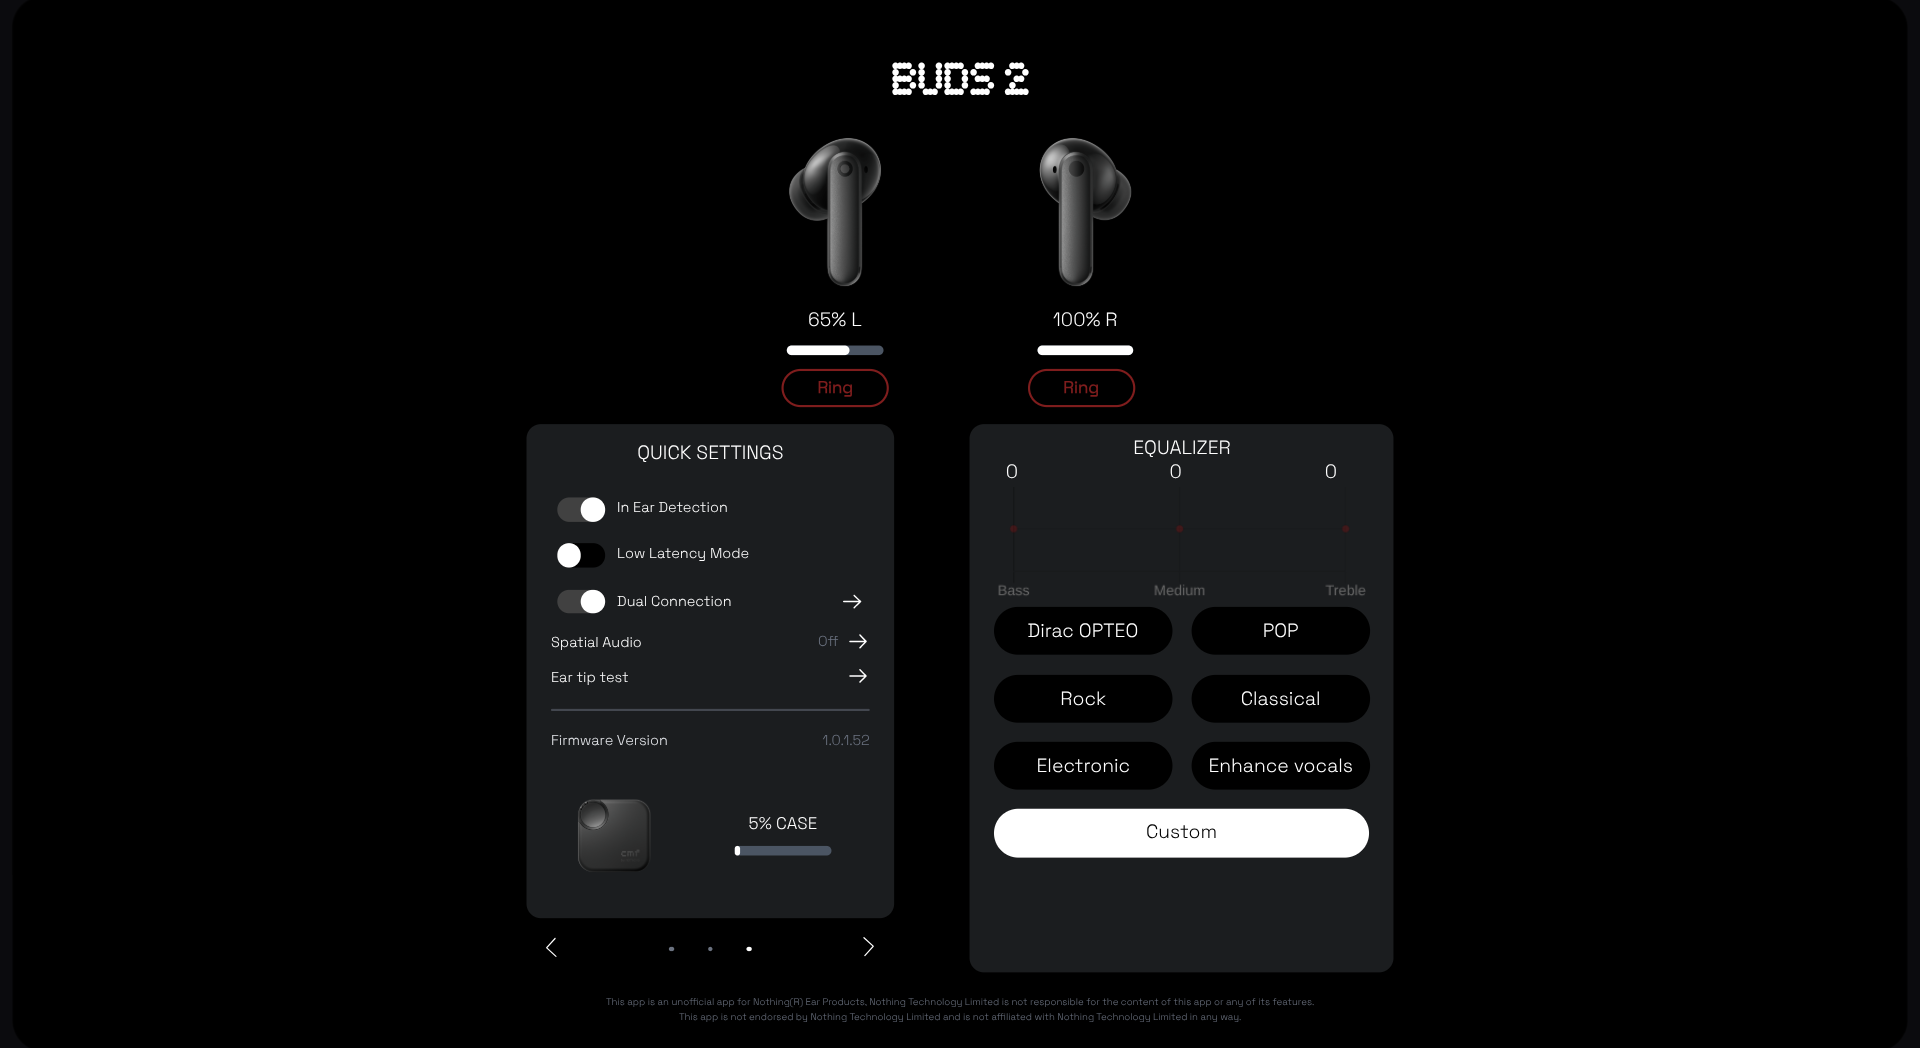 BUDS 2
65% L
100% R
Ring
Ring
QUICK SETTINGS
In Ear Detection
Low Latency Mode
Dual Connection
Spatial Audio Off
Ear tip test
Firmware Version 1.0.1.52
5% CASE
EQUALIZER
0 0 0
Bass Medium Treble
Dirac OPTEO POP
Rock Classical
Electronic Enhance vocals
Custom
This app is an unofficial app for Nothing(R) Ear Products, Nothing Technology Limited is not responsible for the content of this app or any of its features.
This app is not endorsed by Nothing Technology Limited and is not affiliated with Nothing Technology Limited in any way.